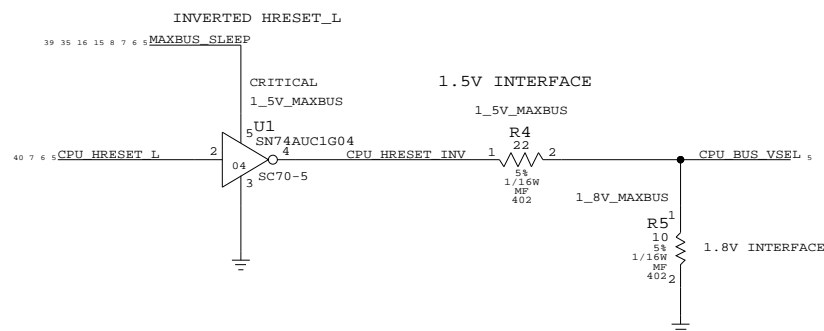 INVERTED HRESET_L
39 35 16 15 8 7 6 5 MAXBUS_SLEEP
CRITICAL
1_5V_MAXBUS
1.5V INTERFACE
1_5V_MAXBUS
5 U1
SN74AUC1G04
R4
22
40 7 6 5 CPU_HRESET_L
2
04
4
CPU_HRESET_INV
1
2
CPU_BUS_VSEL 5
3
SC70-5
5%
1/16W
MF
402
1_8V_MAXBUS
1
R5
10
5%
1/16W
MF
402
2
1.8V INTERFACE